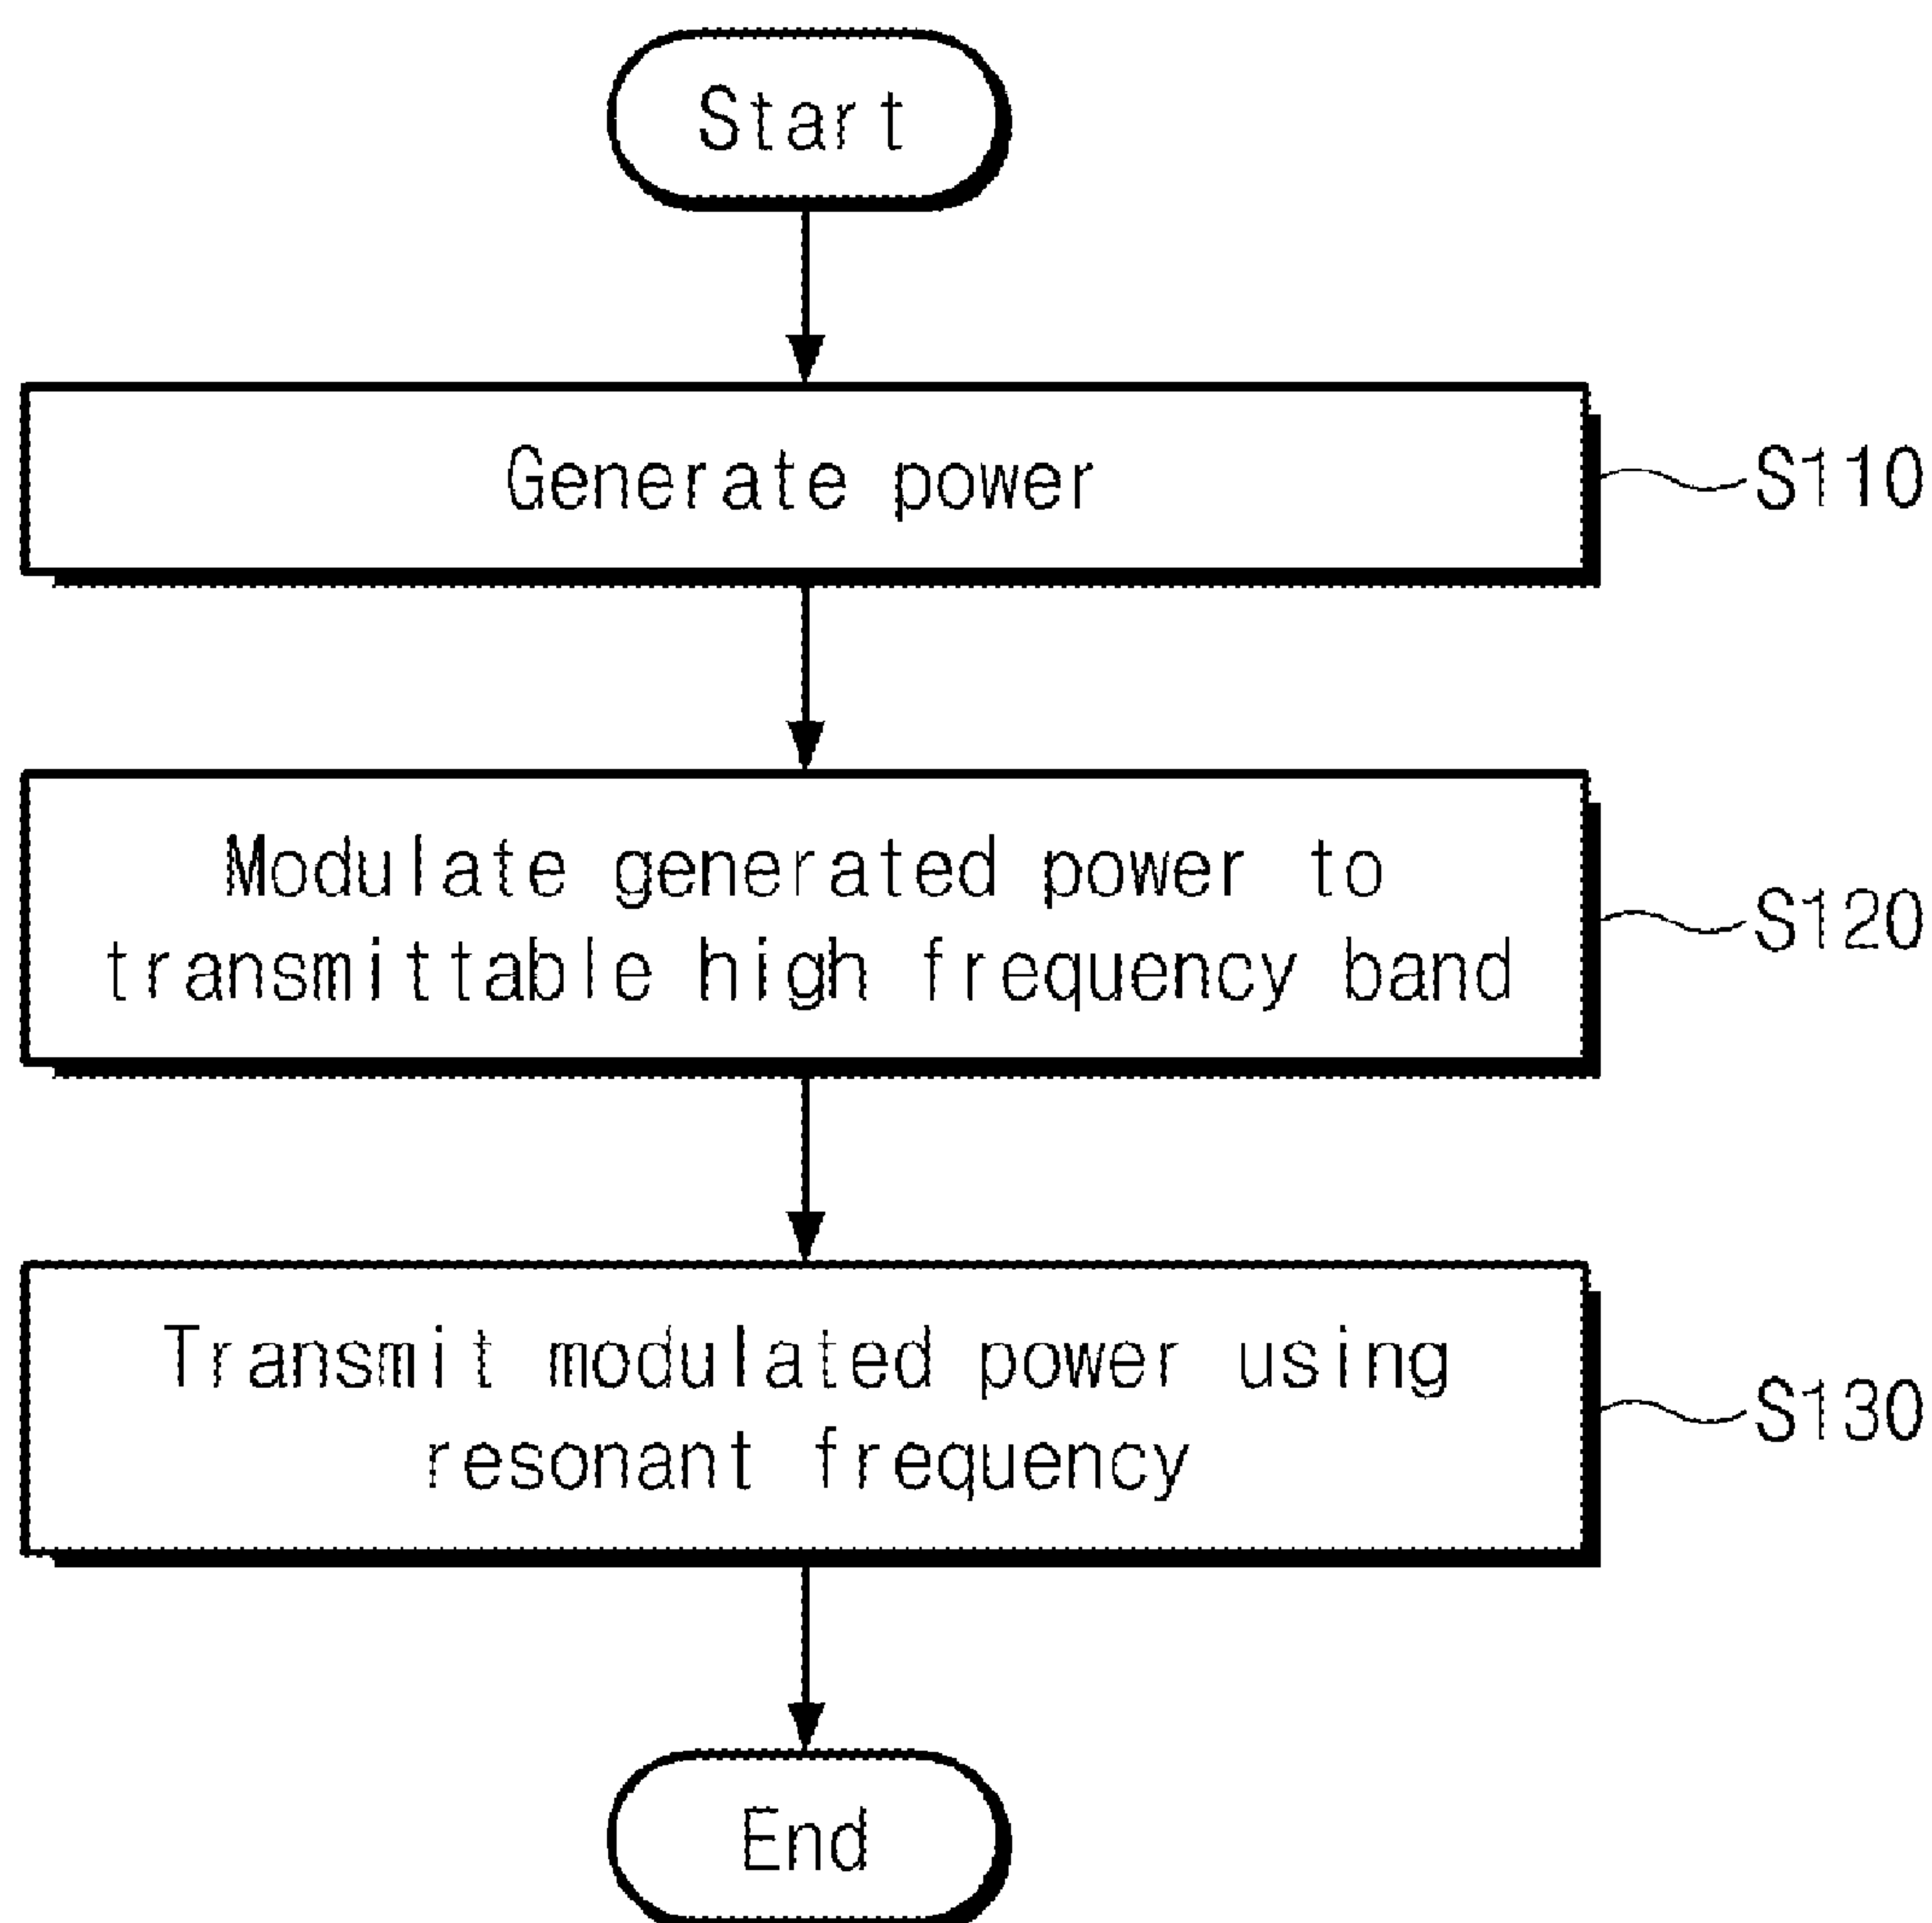 Start
Generate power
S110
Modulate generated power to
transmittable high frequency band
S120
Transmit modulated power using
resonant frequency
S130
End